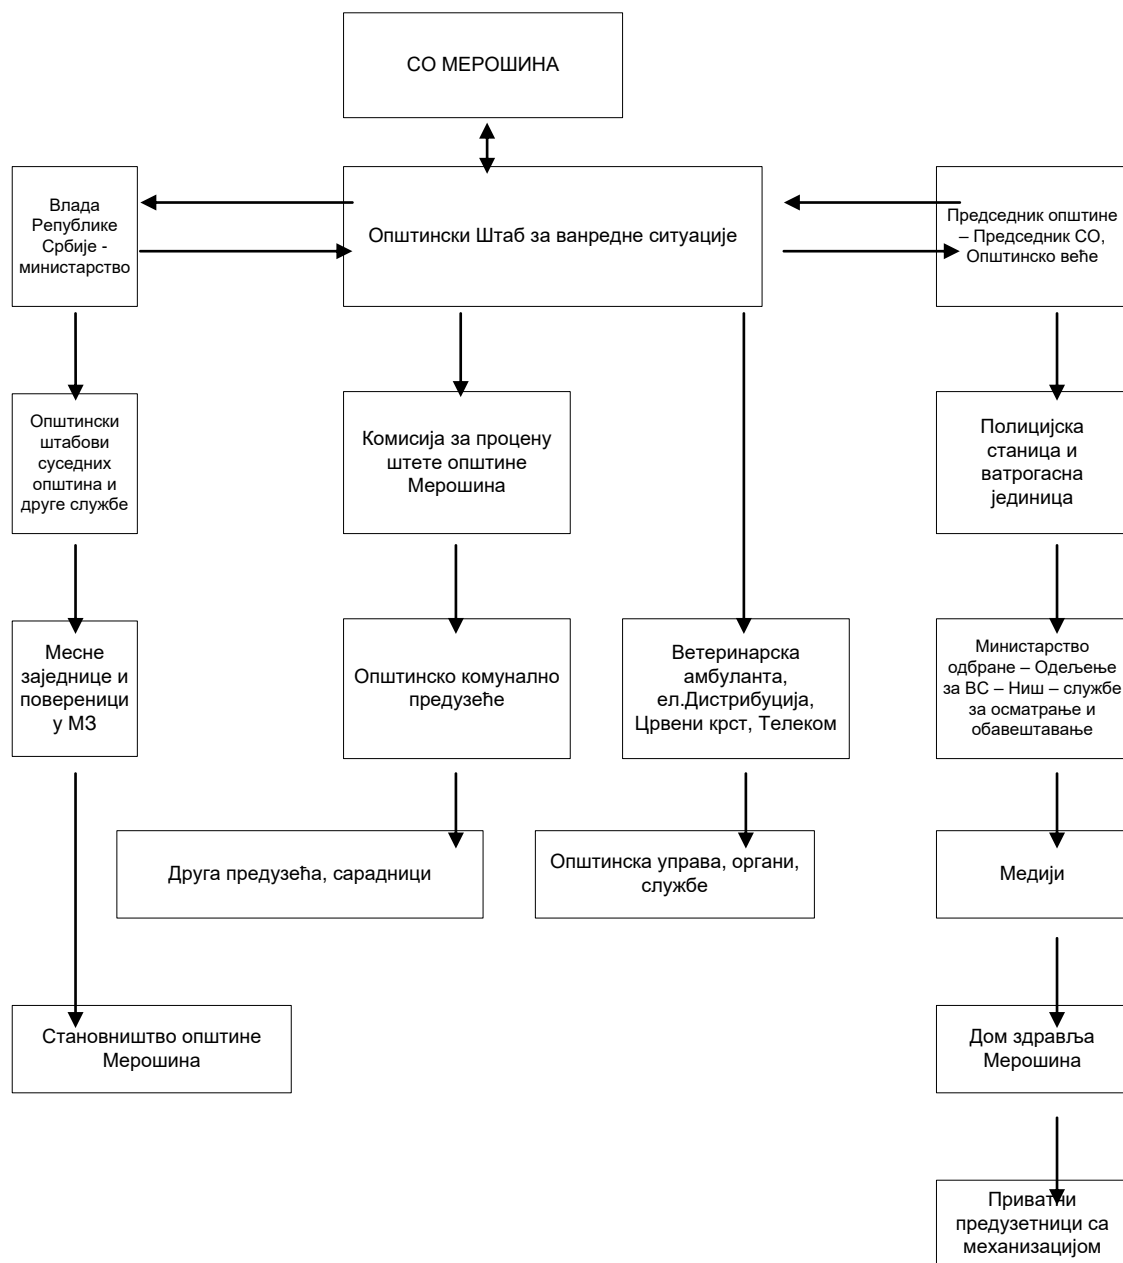 СО МЕРОШИНА
Влада
Републике
Србије -
министарство
Општински Штаб за ванредне ситуације
Председник општине
– Председник СО,
Општинско веће
Општински
штабови
суседних
општина и
друге службе
Комисија за процену
штете општине
Мерошина
Полицијска
станица и
ватрогасна
јединица
Месне
заједнице и
повереници
у МЗ
Општинско комунално
предузеће
Ветеринарска
амбуланта,
ел.Дистрибуција,
Црвени крст, Телеком
Министарство
одбране – Одељење
за ВС – Ниш – службе
за осматрање и
обавештавање
Друга предузећа, сарадници
Општинска управа, органи,
службе
Медији
Становништво општине
Мерошина
Дом здравља
Мерошина
Приватни
предузетници са
механизацијом